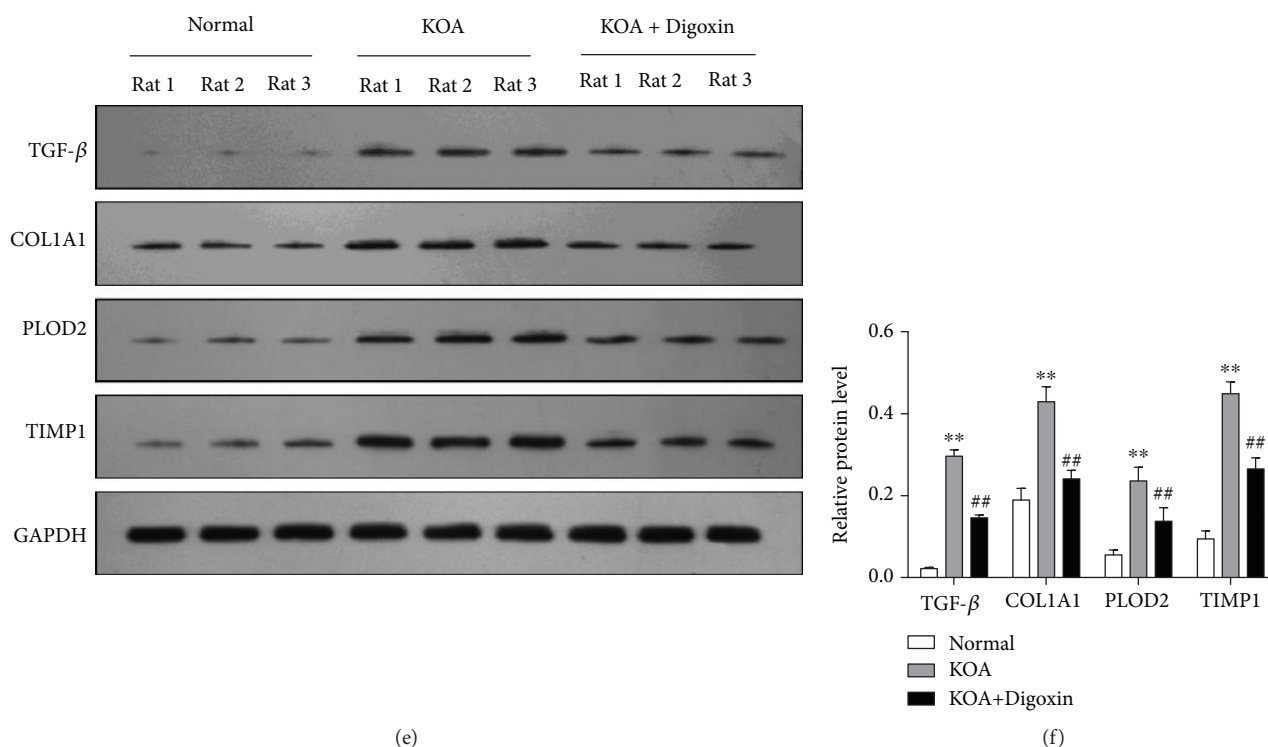 Normal KOA KOA + Digoxin
Rat 1 Rat 2 Rat 3 Rat 1 Rat 2 Rat 3 Rat 1 Rat 2 Rat 3
TGF-β
COL1A1
PLOD2
TIMP1
GAPDH
(e)
Relative protein level
0.6
0.4
0.2
0.0
** ## ** ## ** ## ** ##
TGF-β COL1A1 PLOD2 TIMP1
Normal
KOA
KOA+Digoxin
(f)